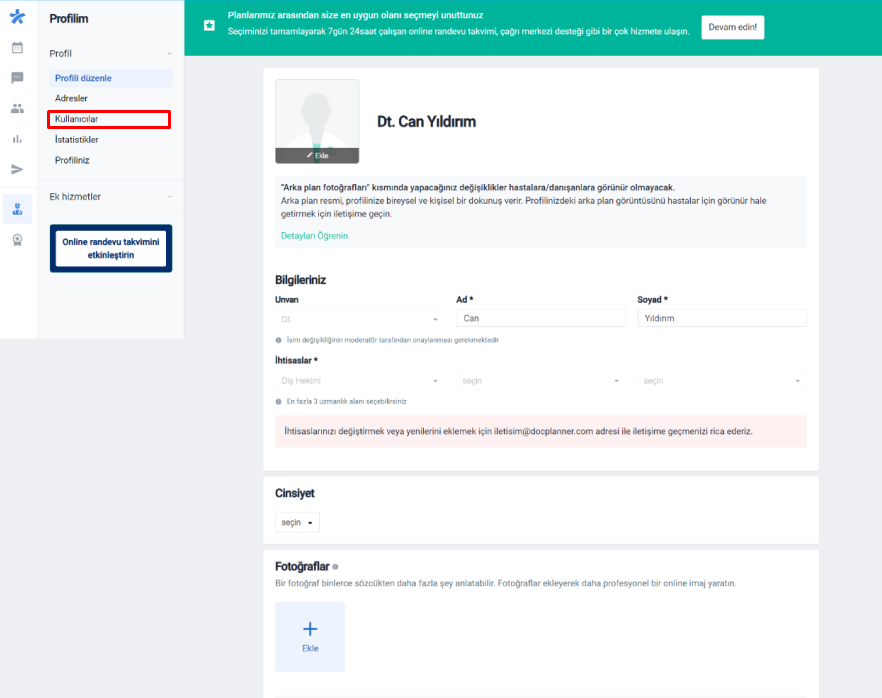 Profilim
Profil
Profili düzenle
Adresler
Kullanıcılar
İstatistikler
Profiliniz
Ek hizmetler
Online randevu takvimini
etkinleştirin
Planlarımız arasından size en uygun olanı seçmeyi unuttunuz
Seçiminizi tamamlayarak 7gün 24saat çalışan online randevu takvimi, çağrı merkezi desteği gibi bir çok hizmete ulaşın.
Devam edin!
Ekle
Dt. Can Yıldırım
"Arka plan fotoğrafları" kısmında yapacağınız değişiklikler hastalara/danışanlara görünür olmayacak.
Arka plan resmi, profilinize bireysel ve kişisel bir dokunuş verir. Profilinizdeki arka plan görüntüsünü hastalar için görünür hale
getirmek için iletişime geçin.
Detayları Öğrenin
Bilgileriniz
Unvan Ad * Soyad *
Dt. Can Yıldırım
İsim değişikliğinin moderatör tarafından onaylanması gerekmektedir
İhtisaslar *
Diş Hekimi seçin seçin
En fazla 3 uzmanlık alanı seçebilirsiniz
İhtisaslarınızı değiştirmek veya yenilerini eklemek için iletisim@docplanner.com adresi ile iletişime geçmenizi rica ederiz.
Cinsiyet
seçin
Fotoğraflar
Bir fotoğraf binlerce sözcükten daha fazla şey anlatabilir. Fotoğraflar ekleyerek daha profesyonel bir online imaj yaratın.
Ekle